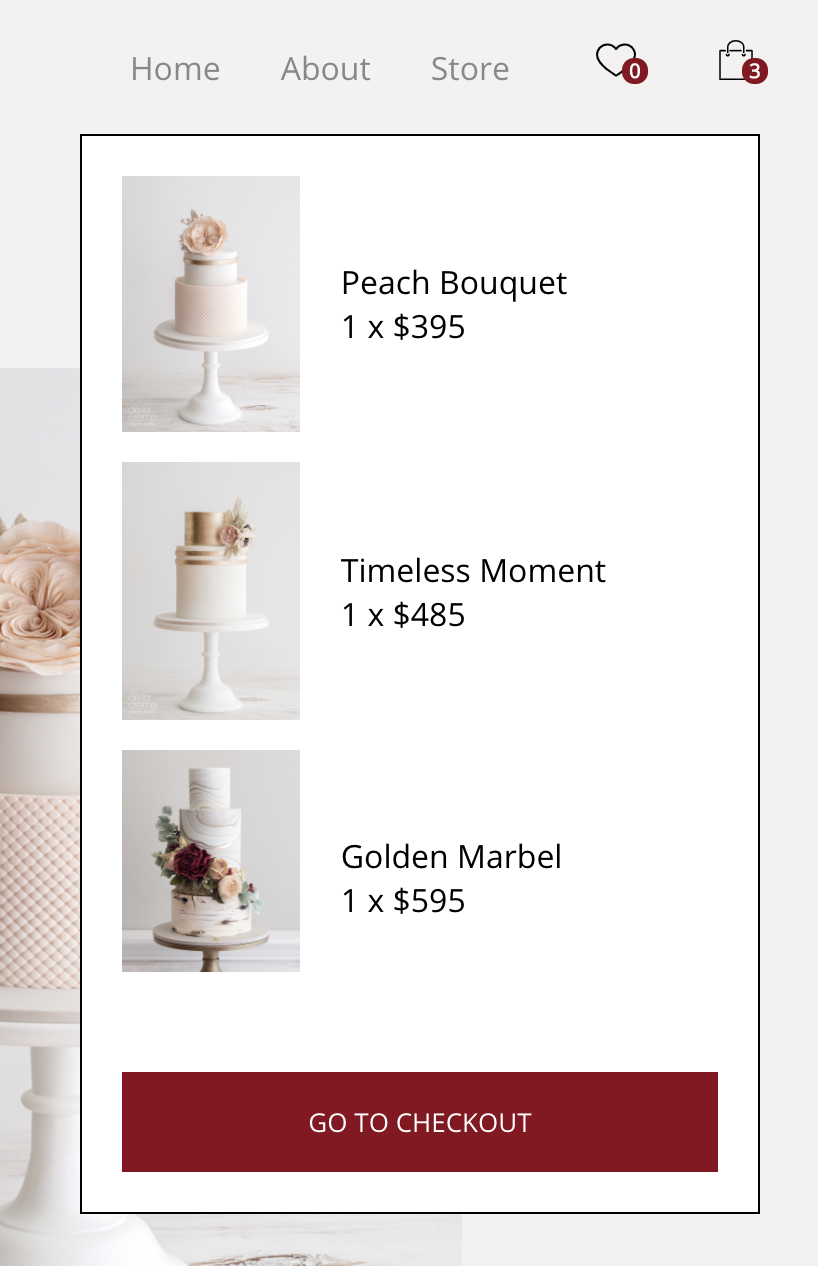 Home About Store 0 3
Peach Bouquet
1 x $395
Timeless Moment
1 x $485
Golden Marbel
1 x $595
GO TO CHECKOUT